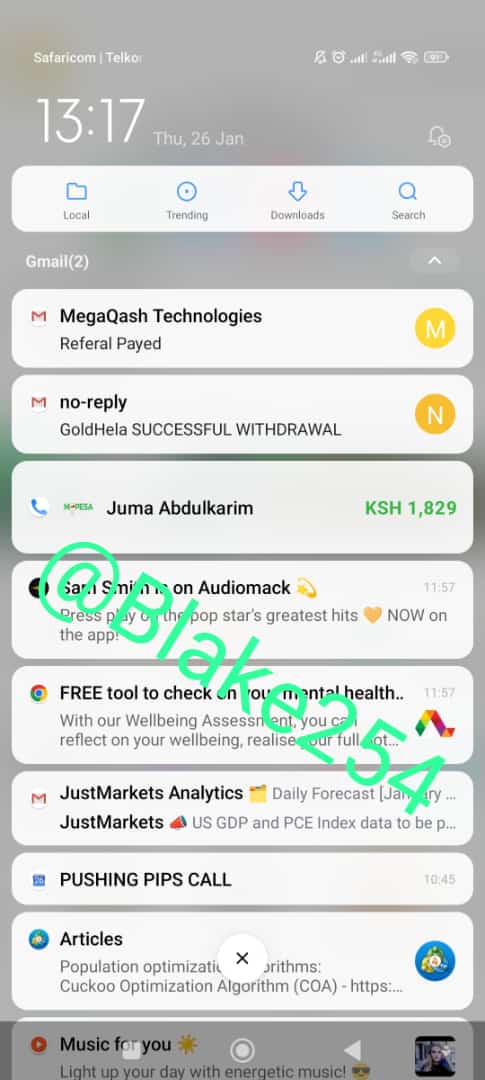 Safaricom | Telko
13:17
Thu, 26 Jan
Local
Trending
Downloads
Search
Gmail(2)
MegaQash Technologies
M
Referal Payed
no-reply
N
GoldHela SUCCESSFUL WITHDRAWAL
M-PESA
Juma Abdulkarim
KSH 1,829
Sam Smith is on Audiomack 💫
11:57
Press play on the pop star's greatest hits 🧡 NOW on
the app!
@Blake254
FREE tool to check on your mental health..
11:57
With our Wellbeing Assessment, you can
reflect on your wellbeing, realise your full pot...
JustMarkets Analytics 🗂️ Daily Forecast [January ...
JustMarkets 📣 US GDP and PCE Index data to be p...
26
PUSHING PIPS CALL
10:45
Articles
Population optimization algorithms:
Cuckoo Optimization Algorithm (COA) - https:...
Music for you ☀️
Light up your day with energetic music! 😎